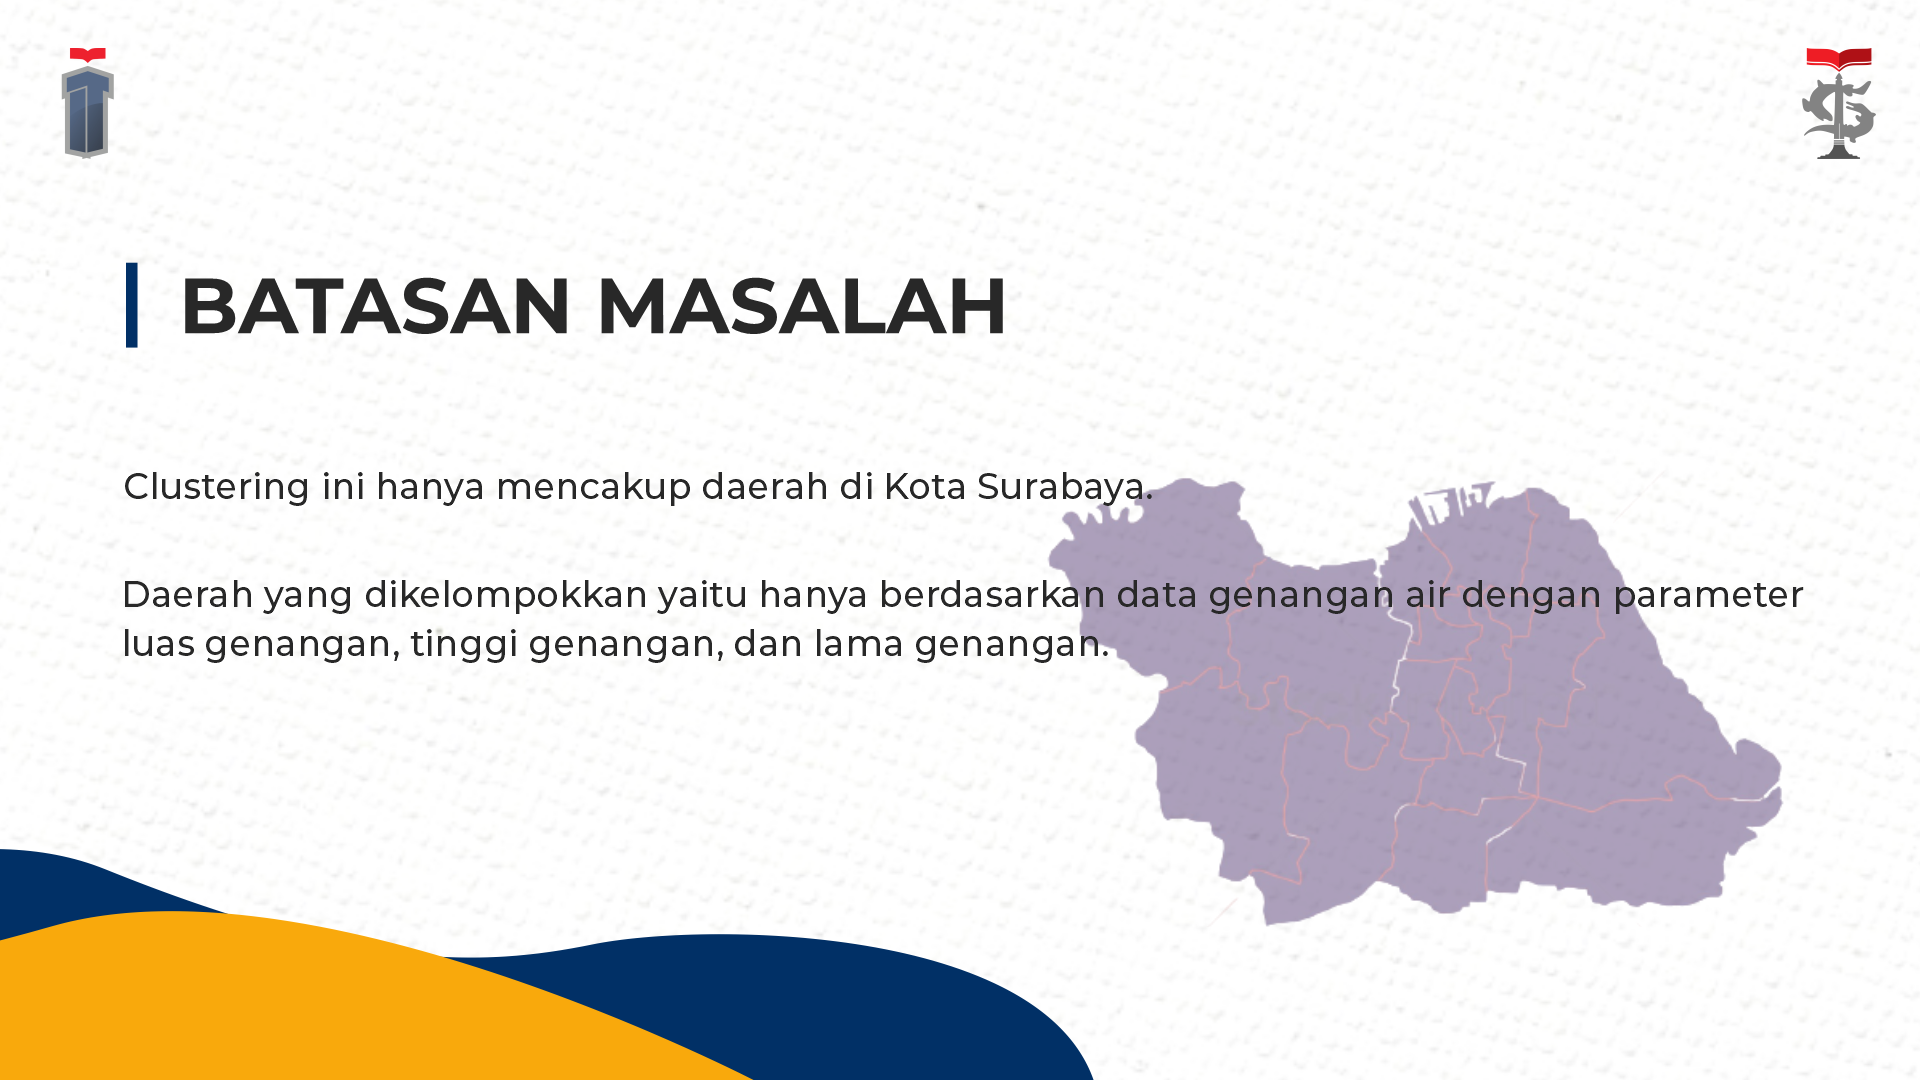 BATASAN MASALAH
Clustering ini hanya mencakup daerah di Kota Surabaya.
Daerah yang dikelompokkan yaitu hanya berdasarkan data genangan air dengan parameter
luas genangan, tinggi genangan, dan lama genangan.